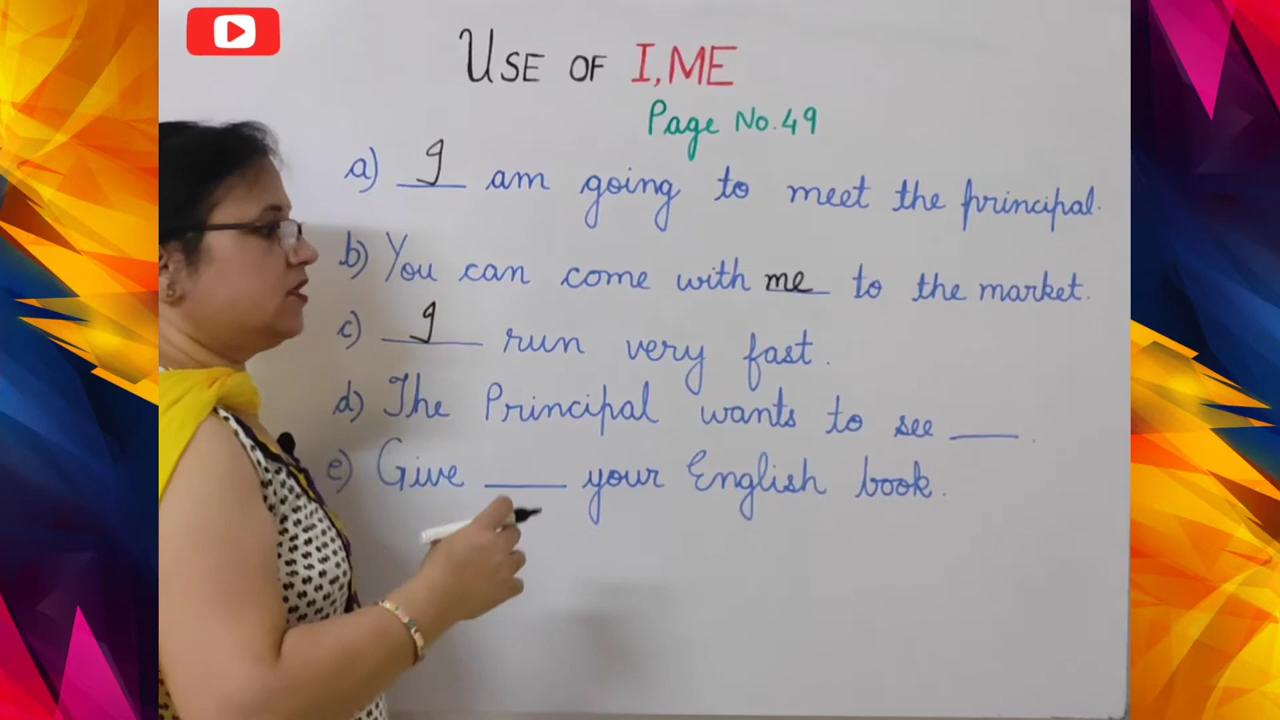 USE OF I, ME
Page No. 49
a) I am going to meet the principal.
b) You can come with me to the market.
c) I run very fast.
d) The Principal wants to see ___.
e) Give ___ your English book.